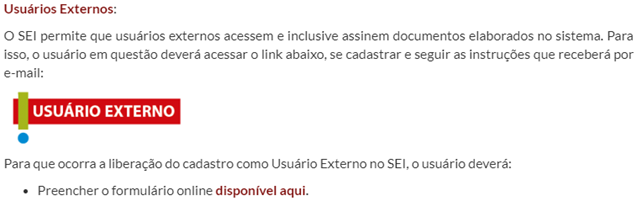 Usuários Externos:
O SEI permite que usuários externos acessem e inclusive assinem documentos elaborados no sistema. Para
isso, o usuário em questão deverá acessar o link abaixo, se cadastrar e seguir as instruções que receberá por
e-mail:
USUÁRIO EXTERNO
Para que ocorra a liberação do cadastro como Usuário Externo no SEI, o usuário deverá:
• Preencher o formulário online disponível aqui.